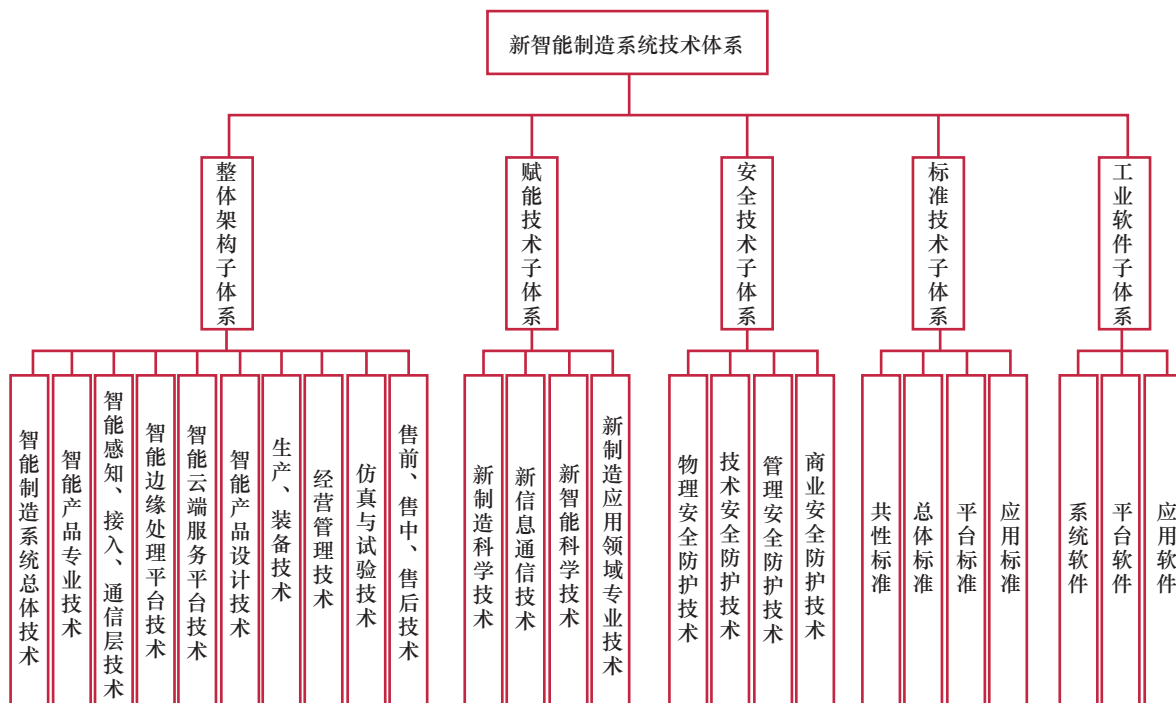 新智能制造系统技术体系
整体架构子体系
赋能技术子体系
安全技术子体系
标准技术子体系
工业软件子体系
智能制造系统总体技术
智能产品专业技术
智能感知、接入、通信层技术
智能边缘处理平台技术
智能云端服务平台技术
智能产品设计技术
生产、装备技术
经营管理技术
仿真与试验技术
售前、售中、售后技术
新制造科学技术
新信息通信技术
新智能科学技术
新制造应用领域专业技术
物理安全防护技术
技术安全防护技术
管理安全防护技术
商业安全防护技术
共性标准
总体标准
平台标准
应用标准
系统软件
平台软件
应用软件